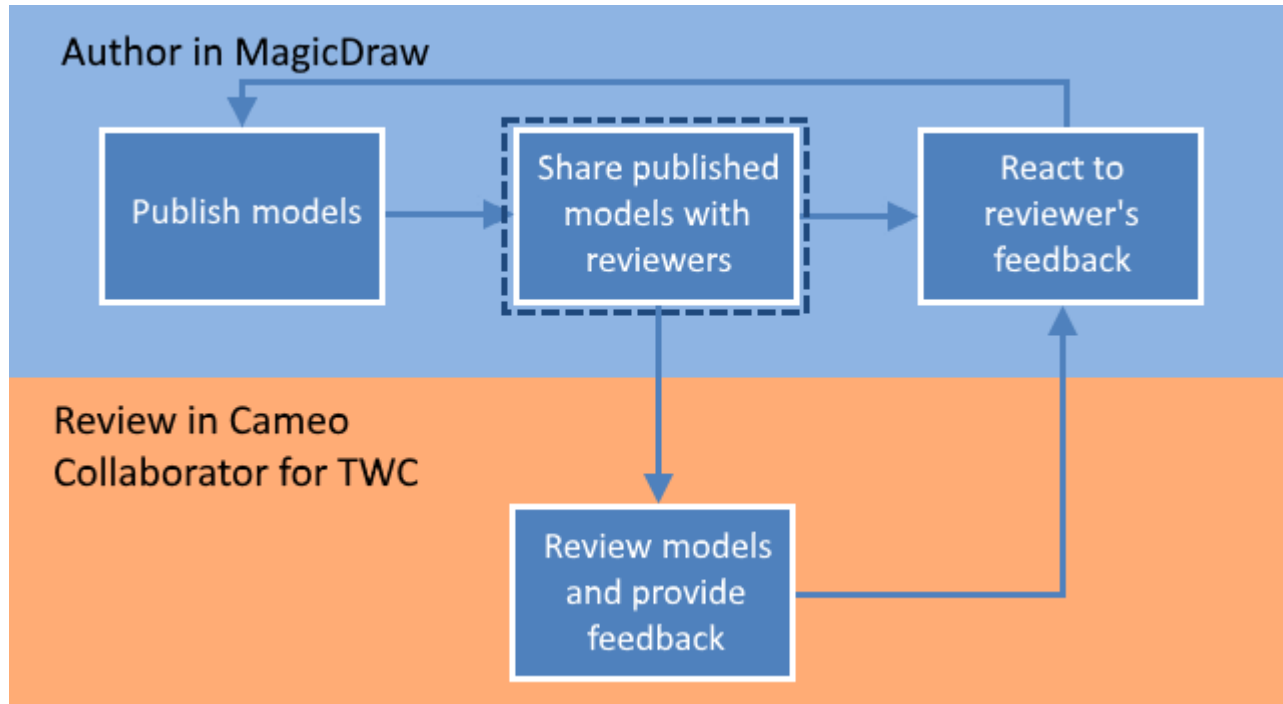 Author in MagicDraw
Publish models
Share published
models with
reviewers
React to
reviewer's
feedback
Review in Cameo
Collaborator for TWC
Review models
and provide
feedback